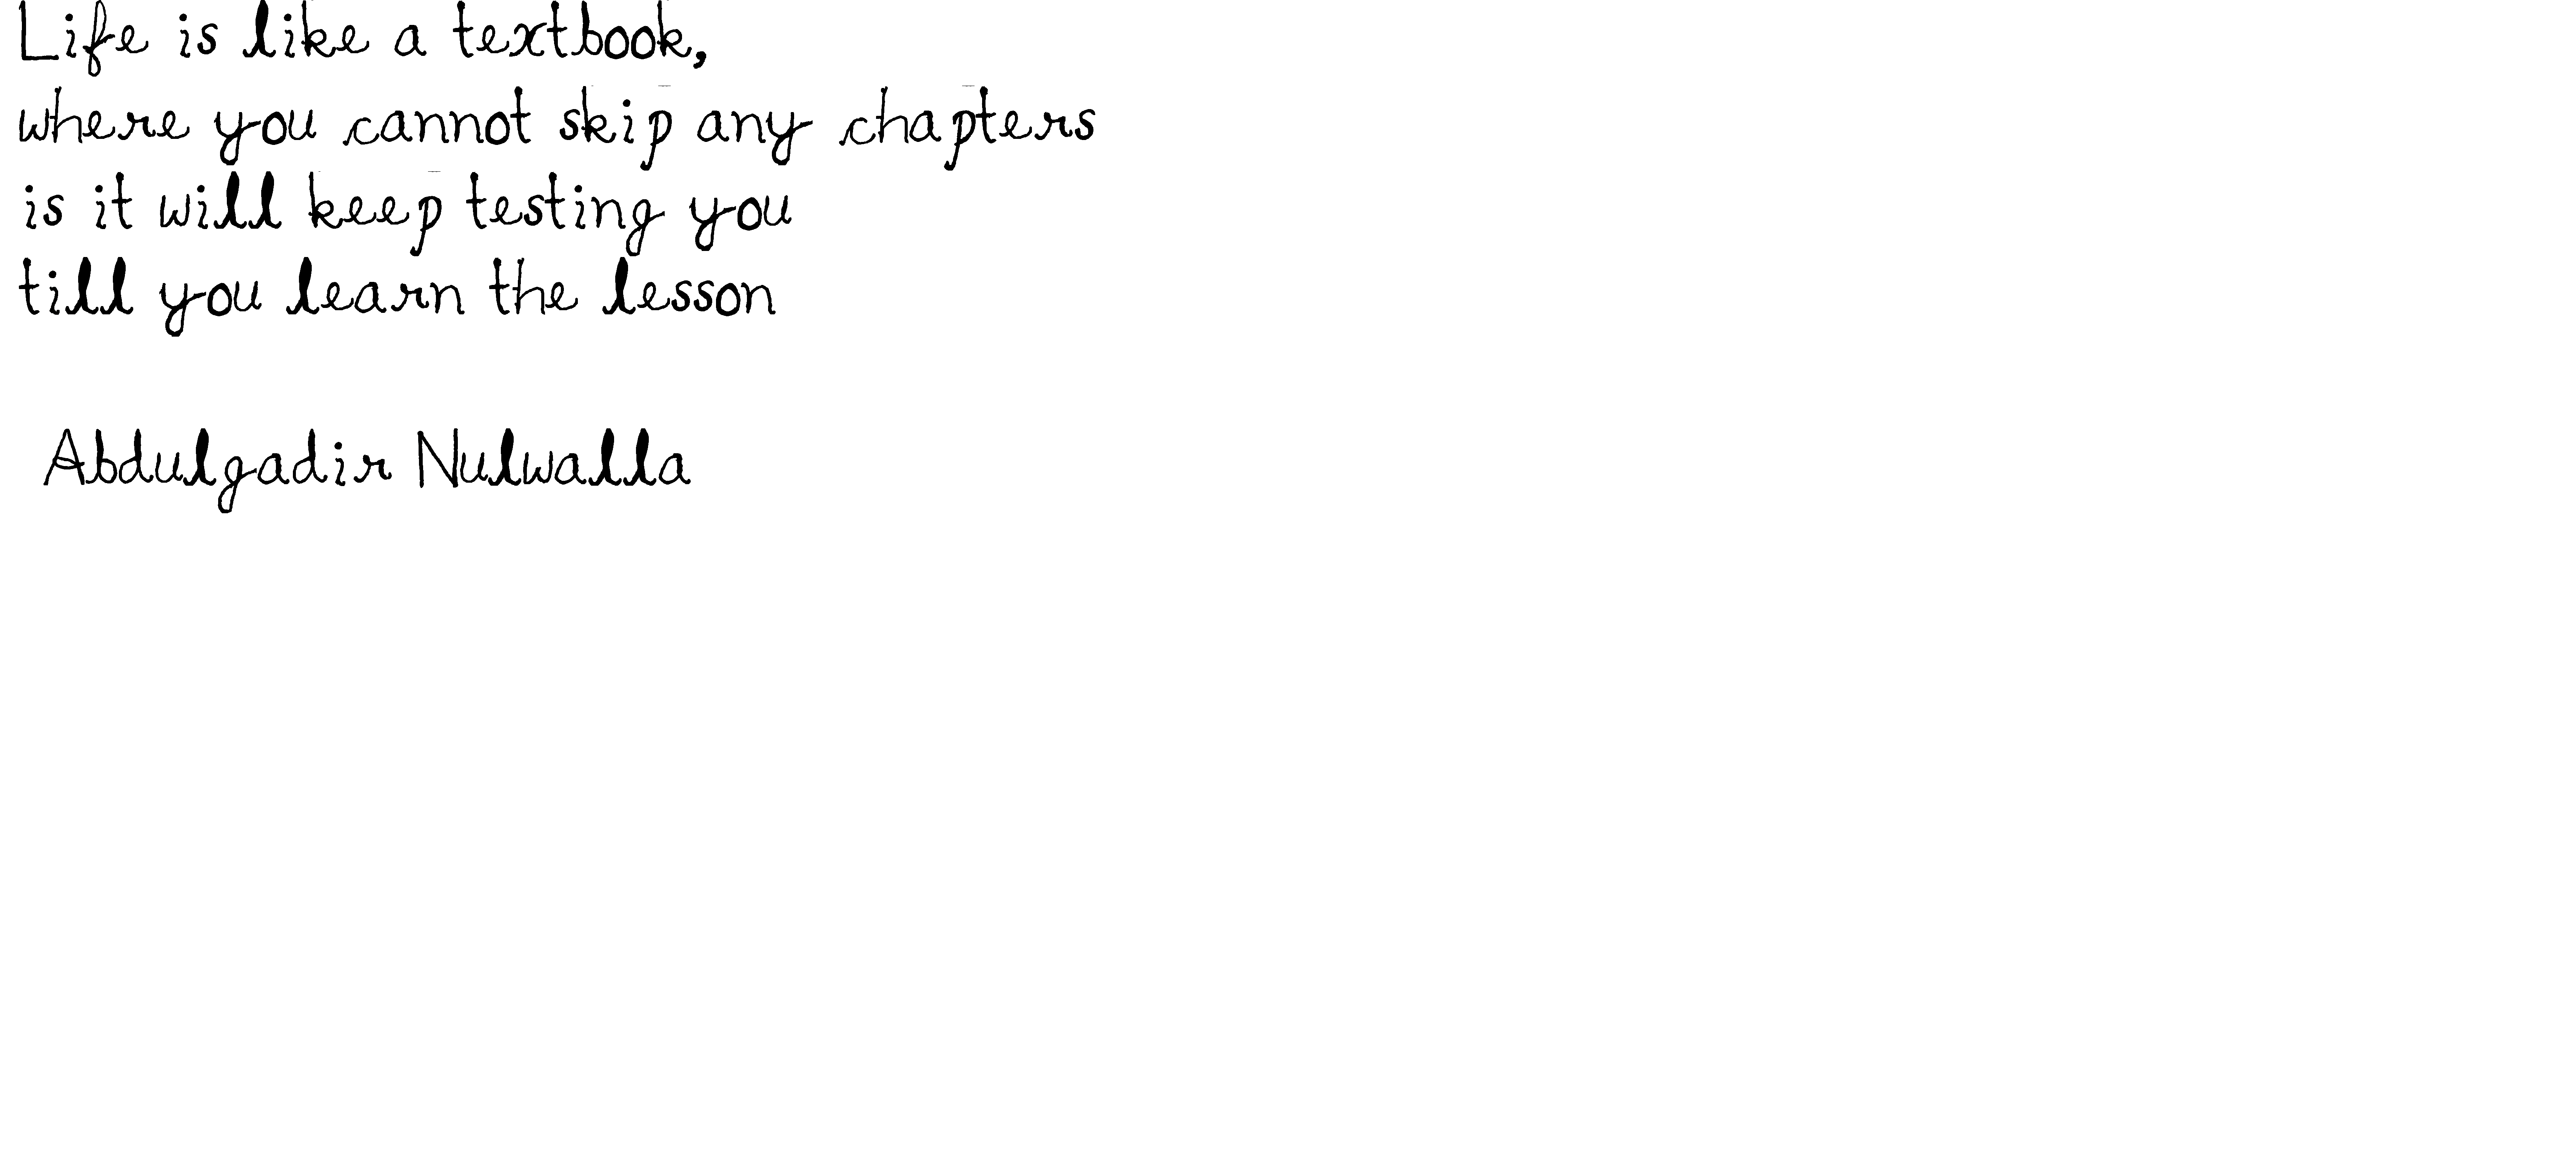 Life is like a textbook,
where you cannot skip any chapters
is it will keep testing you
till you learn the lesson
Abdulgadir Nulwalla